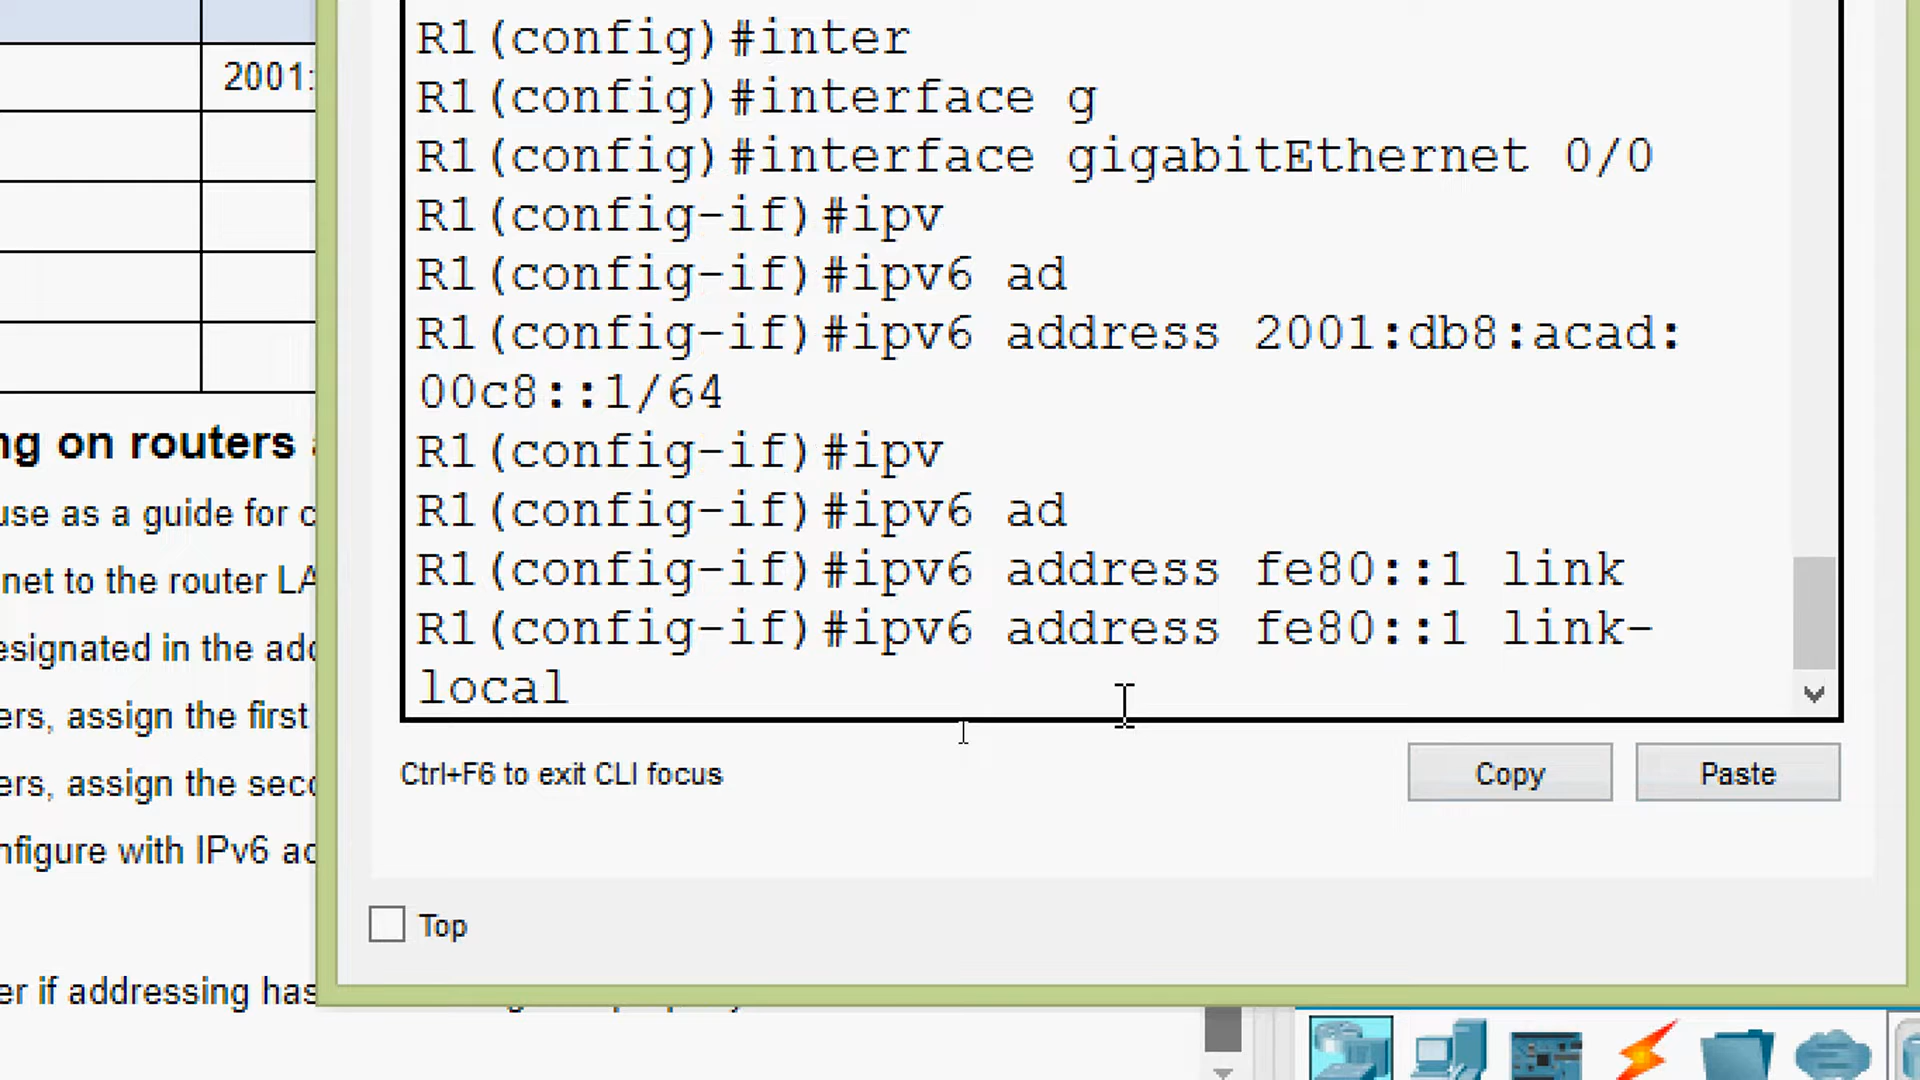 R1(config)#inter
R1(config)#interface g
R1(config)#interface gigabitEthernet 0/0
R1(config-if)#ipv
R1(config-if)#ipv6 ad
R1(config-if)#ipv6 address 2001:db8:acad:
00c8::1/64
R1(config-if)#ipv
R1(config-if)#ipv6 ad
R1(config-if)#ipv6 address fe80::1 link
R1(config-if)#ipv6 address fe80::1 link-
local
Ctrl+F6 to exit CLI focus
Copy
Paste
Top
2001:
ng on routers
use as a guide for c
net to the router LA
esignated in the add
ers, assign the first
ers, assign the seco
nfigure with IPv6 ad
er if addressing has